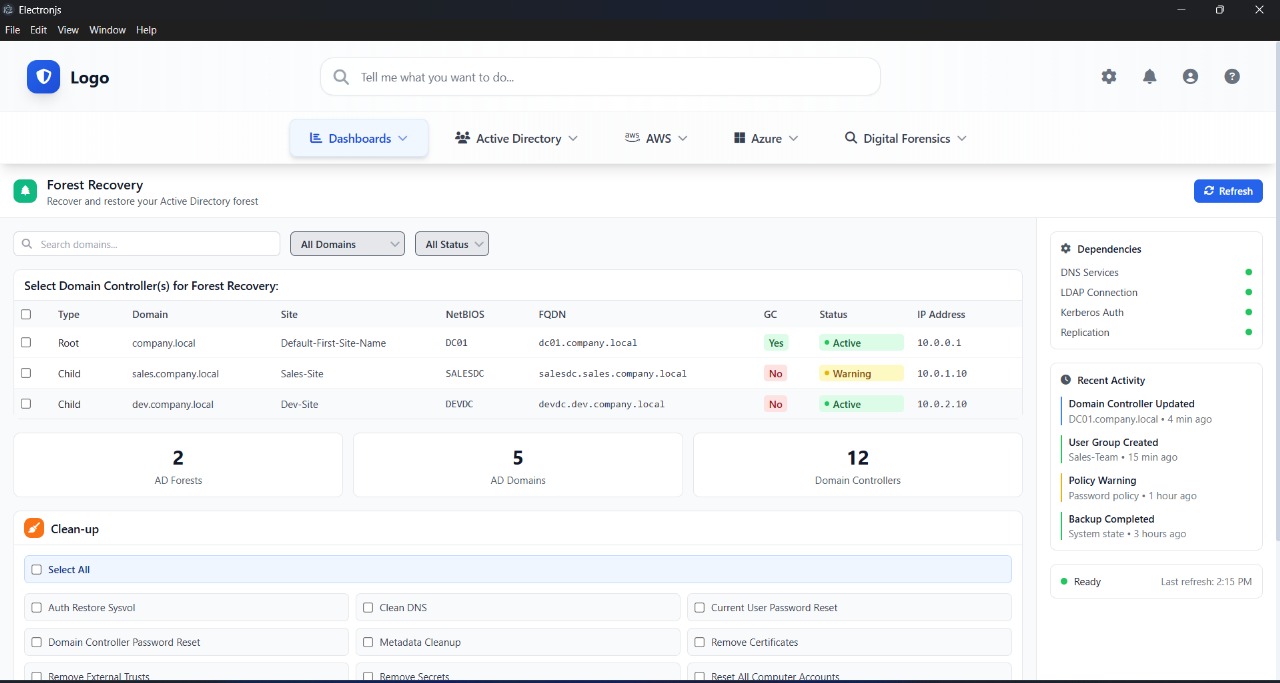 Electronjs
File Edit View Window Help
Logo
Tell me what you want to do...
Dashboards Active Directory aws AWS Azure Digital Forensics
Forest Recovery
Recover and restore your Active Directory forest
Refresh
Search domains... All Domains All Status
Select Domain Controller(s) for Forest Recovery:
Type Domain Site NetBIOS FQDN GC Status IP Address
Root company.local Default-First-Site-Name DC01 dc01.company.local Yes Active 10.0.0.1
Child sales.company.local Sales-Site SALESDC salesdc.sales.company.local No Warning 10.0.1.10
Child dev.company.local Dev-Site DEVDC devdc.dev.company.local No Active 10.0.2.10
2 5 12
AD Forests AD Domains Domain Controllers
Clean-up
Select All
Auth Restore Sysvol Clean DNS Current User Password Reset
Domain Controller Password Reset Metadata Cleanup Remove Certificates
Remove External Trusts Remove Secrets Reset All Computer Accounts
Dependencies
DNS Services
LDAP Connection
Kerberos Auth
Replication
Recent Activity
Domain Controller Updated
DC01.company.local • 4 min ago
User Group Created
Sales-Team • 15 min ago
Policy Warning
Password policy • 1 hour ago
Backup Completed
System state • 3 hours ago
Ready Last refresh: 2:15 PM